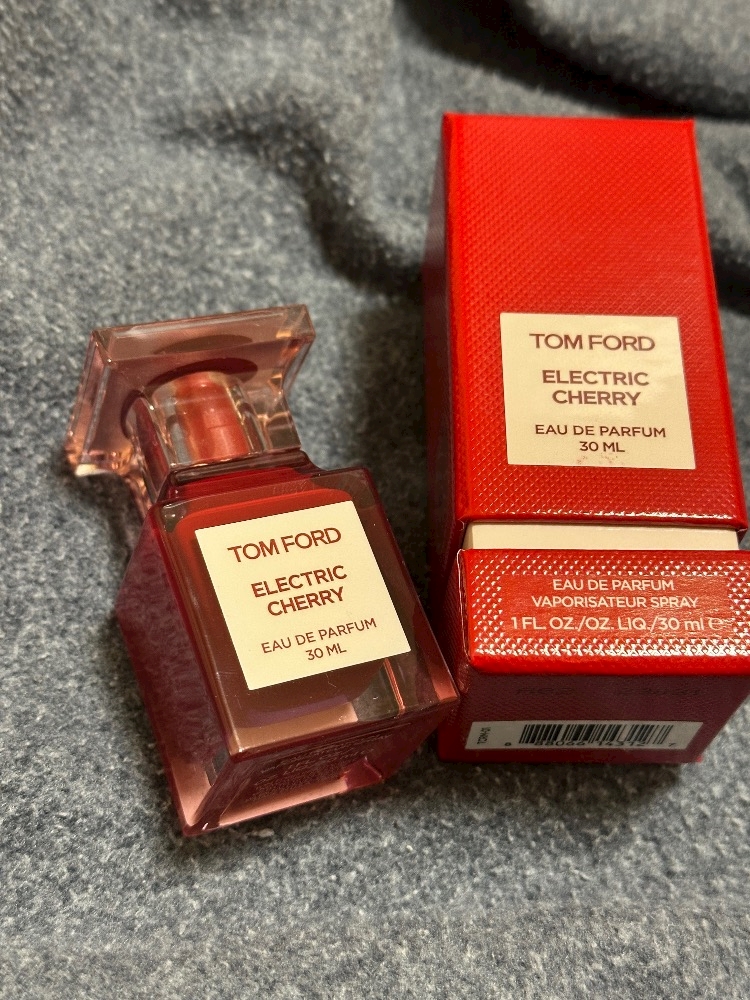 TOM FORD
ELECTRIC
CHERRY
EAU DE PARFUM
30 ML
TOM FORD
ELECTRIC
CHERRY
EAU DE PARFUM
30 ML
EAU DE PARFUM
VAPORISATEUR SPRAY
1 FL. OZ./OZ. LIQ./30 ml ℮